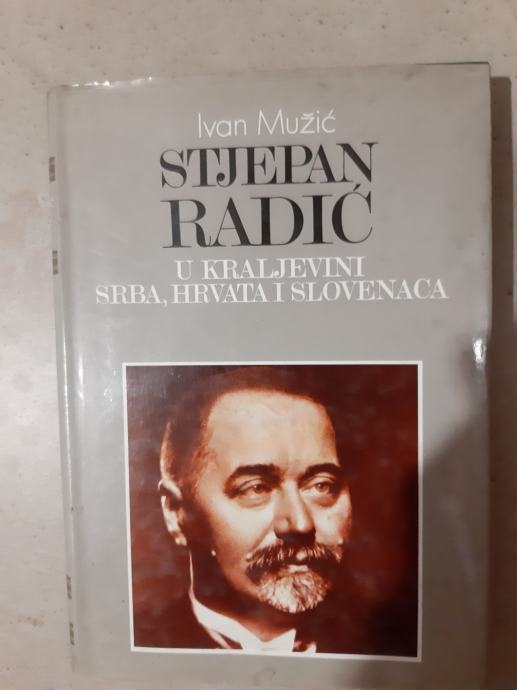 Ivan Mužić
STJEPAN
RADIĆ
U KRALJEVINI
SRBA, HRVATA I SLOVENACA